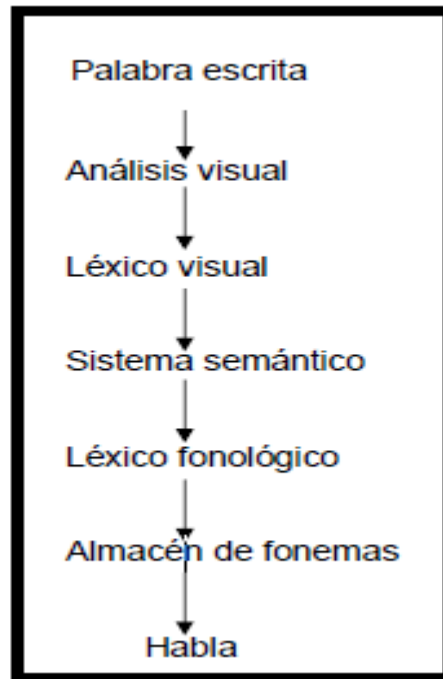 Palabra escrita
Análisis visual
Léxico visual
Sistema semántico
Léxico fonológico
Almacén de fonemas
Habla